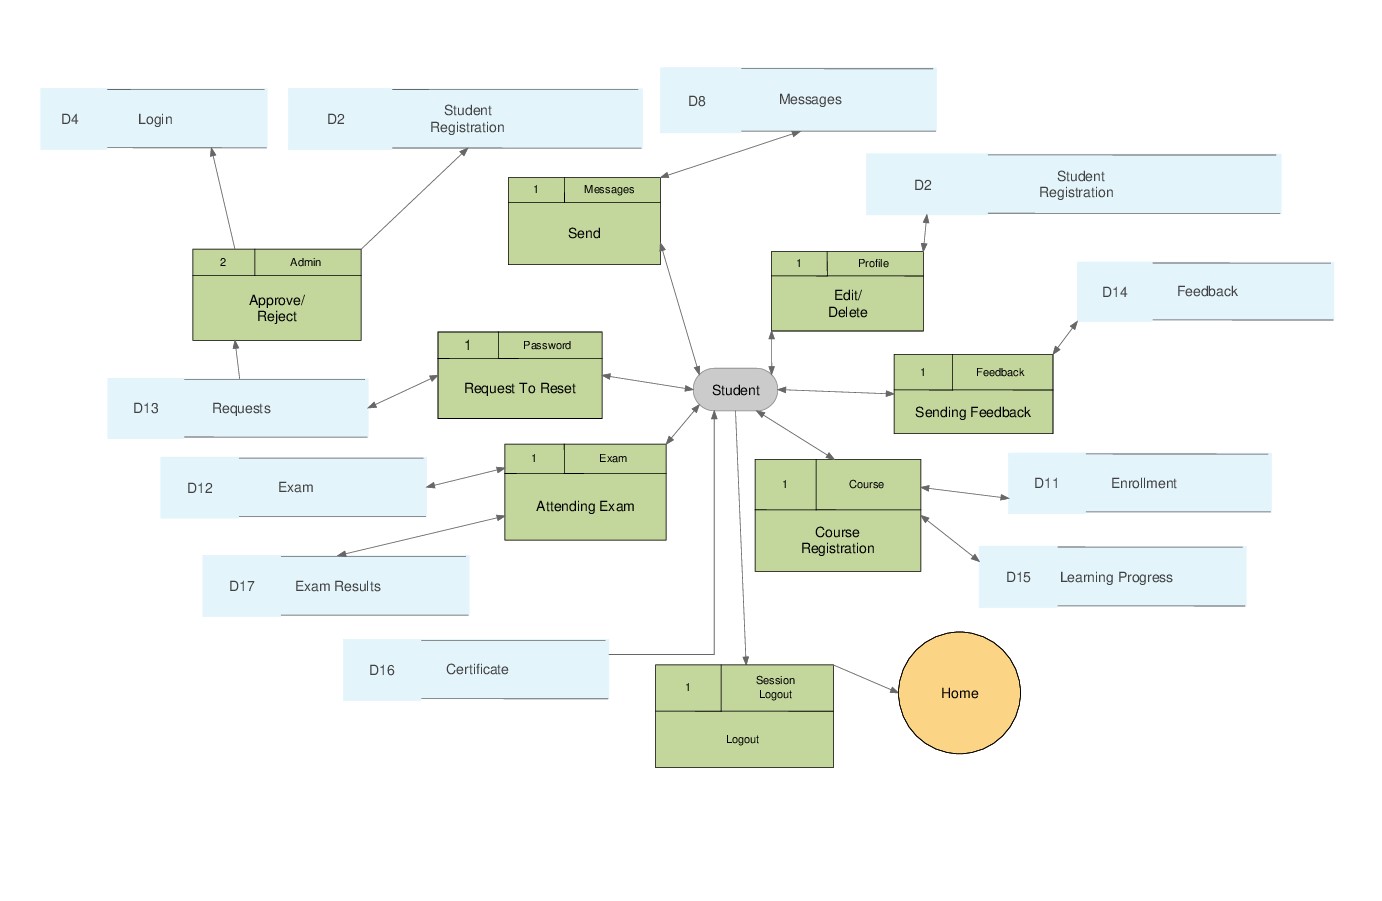 D8
Messages
D4
Login
D2
Student
Registration
D2
Student
Registration
1
Messages
Send
2
Admin
Approve/
Reject
1
Profile
Edit/
Delete
D14
Feedback
1
Password
Request To Reset
Student
1
Feedback
Sending Feedback
D13
Requests
1
Exam
Attending Exam
D12
Exam
1
Course
Course
Registration
D11
Enrollment
D17
Exam Results
D15
Learning Progress
D16
Certificate
1
Session
Logout
Logout
Home